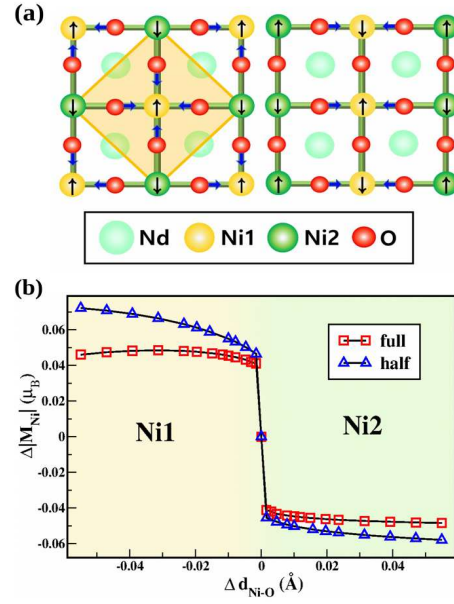 (a)
Nd Ni1 Ni2 O
(b)
Δ|M_Ni| (μ_B)
0.06
0.04
0.02
0
-0.02
-0.04
-0.06
full
half
Ni1
Ni2
-0.04 -0.02 0 0.02 0.04
Δ d_Ni-O (Å)